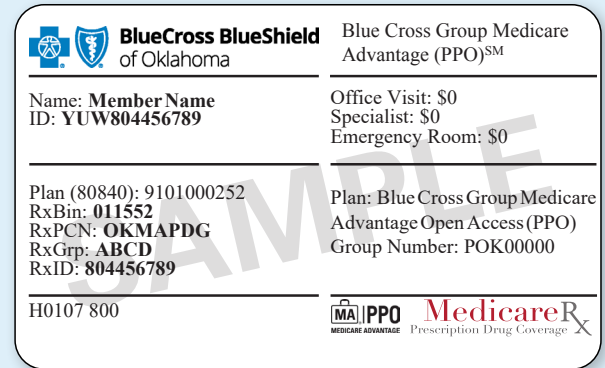 BlueCross BlueShield
of Oklahoma
Blue Cross Group Medicare
Advantage (PPO)SM
Name: Member Name
ID: YUW804456789
Office Visit: $0
Specialist: $0
Emergency Room: $0
SAMPLE
Plan (80840): 9101000252
RxBin: 011552
RxPCN: OKMAPDG
RxGrp: ABCD
RxID: 804456789
Plan: Blue Cross Group Medicare
Advantage Open Access (PPO)
Group Number: POK00000
H0107 800
MA PPO
MEDICARE ADVANTAGE
MedicareRx
Prescription Drug Coverage